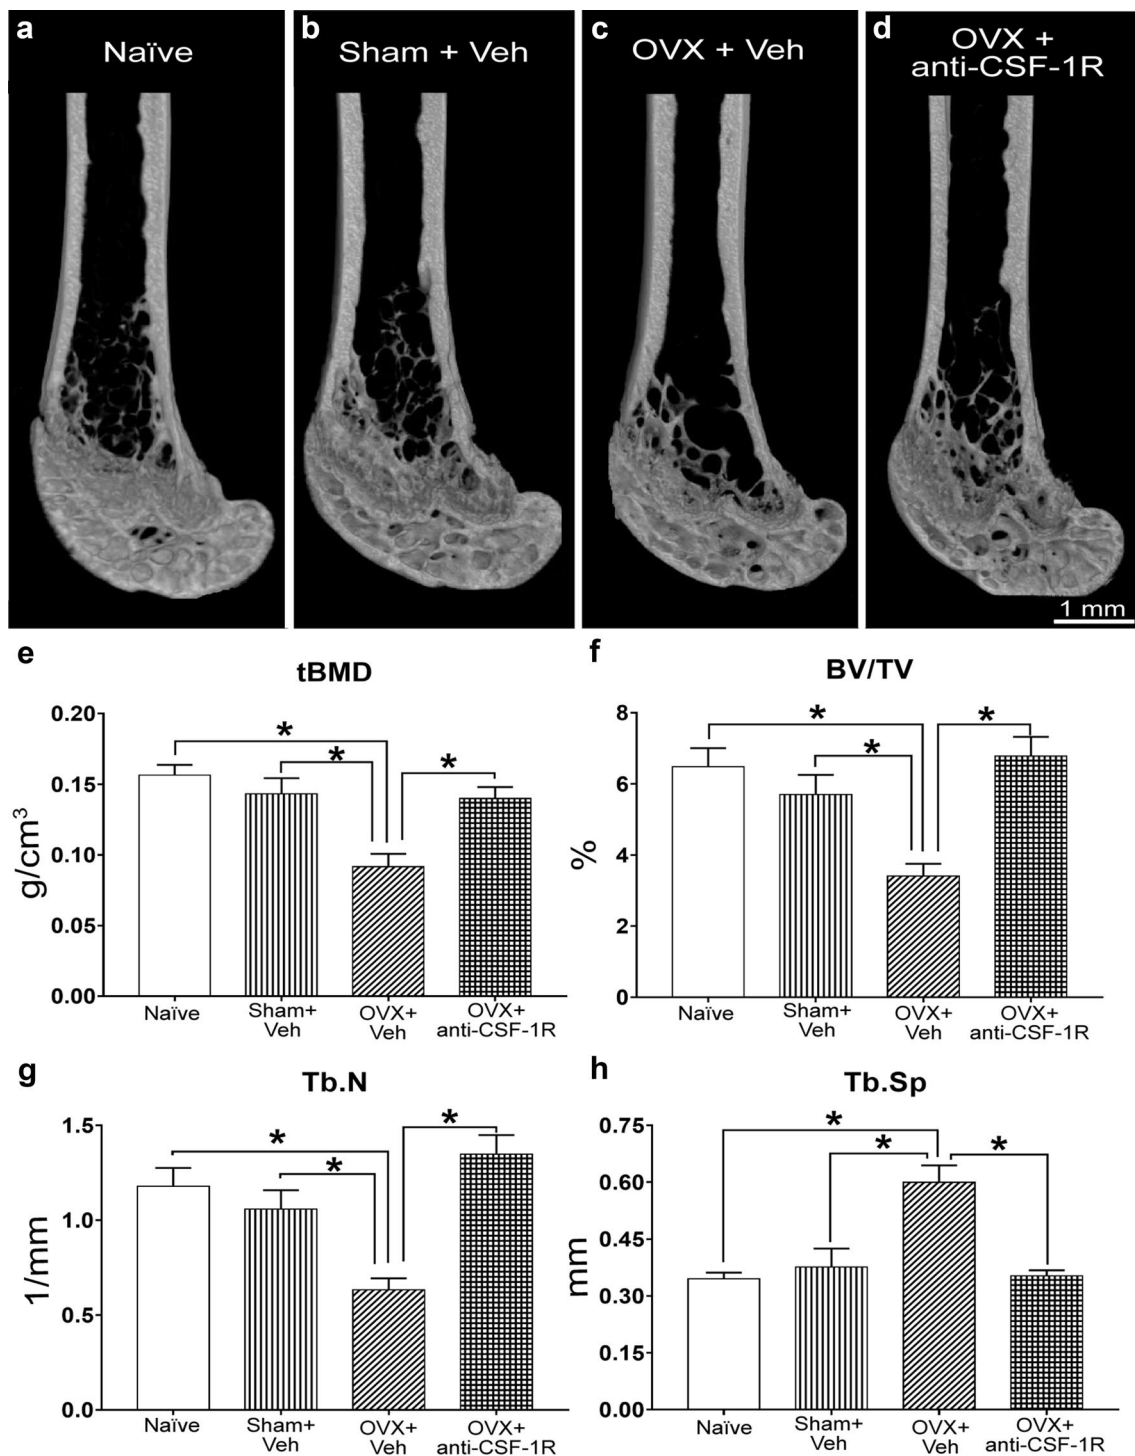 a
Naïve
b
Sham + Veh
c
OVX + Veh
d
OVX +
anti-CSF-1R
1 mm
e
tBMD
g/cm³
0.20
0.15
0.10
0.05
0.00
*
*
*
Naïve
Sham+
Veh
OVX+
Veh
OVX+
anti-CSF-1R
f
BV/TV
%
8
6
4
2
0
*
*
*
Naïve
Sham+
Veh
OVX+
Veh
OVX+
anti-CSF-1R
g
Tb.N
1/mm
1.5
1.0
0.5
0.0
*
*
*
Naïve
Sham+
Veh
OVX+
Veh
OVX+
anti-CSF-1R
h
Tb.Sp
mm
0.75
0.60
0.45
0.30
0.15
0.00
*
*
*
Naïve
Sham+
Veh
OVX+
Veh
OVX+
anti-CSF-1R